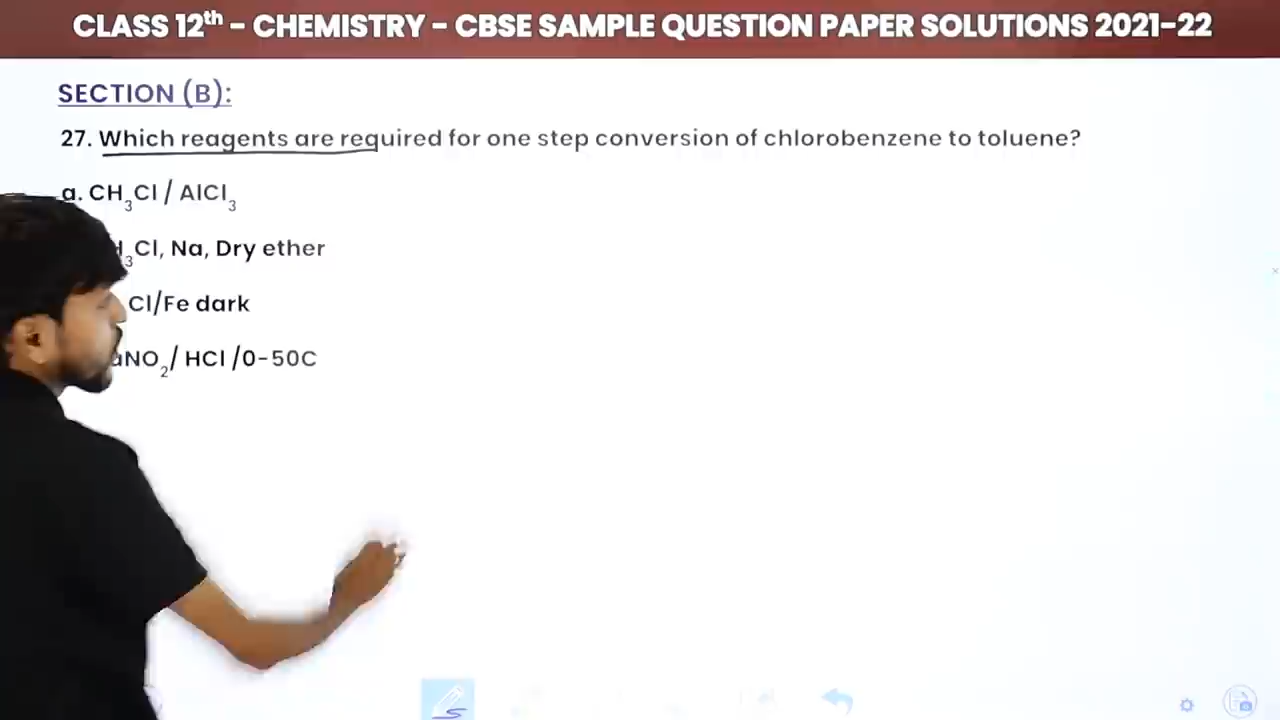 CLASS 12th - CHEMISTRY - CBSE SAMPLE QUESTION PAPER SOLUTIONS 2021-22
SECTION (B):
27. Which reagents are required for one step conversion of chlorobenzene to toluene?
a. CH3Cl / AlCl3
3Cl, Na, Dry ether
Cl/Fe dark
NO2/ HCl /0-50C